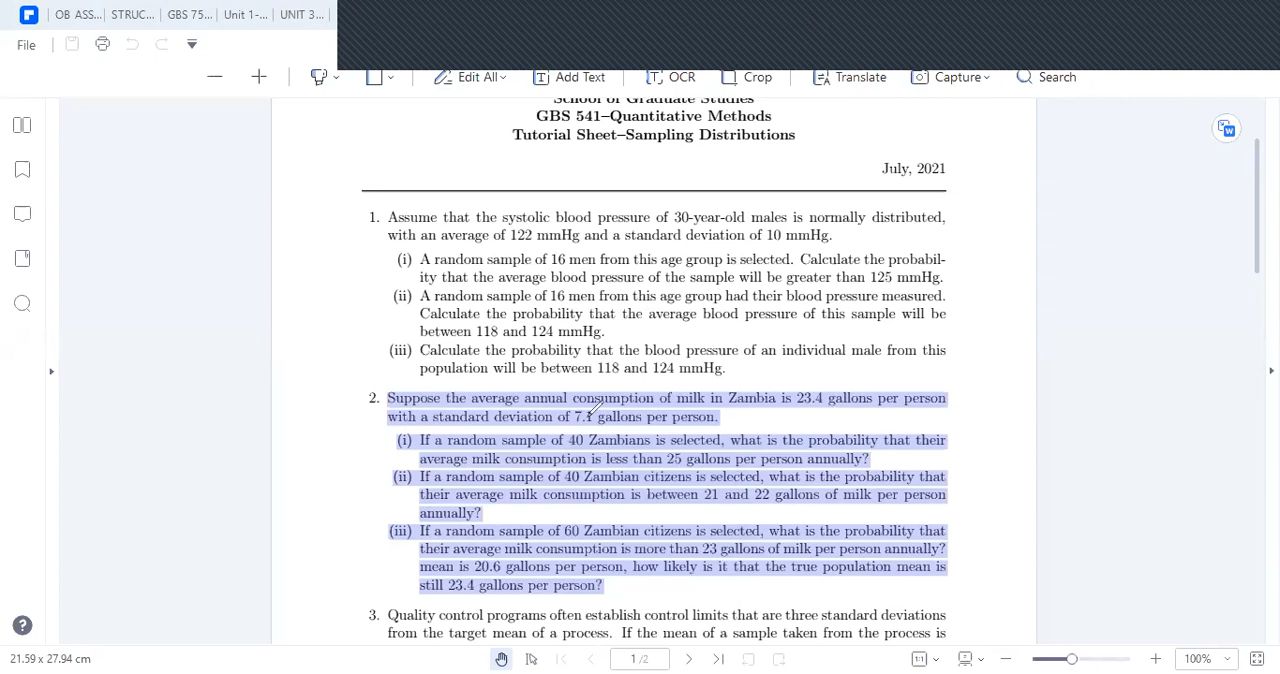 OB ASS... STRUC... GBS 75... Unit 1-... UNIT 3...
File
Edit All Add Text OCR Crop Translate Capture Search
School of Graduate Studies
GBS 541–Quantitative Methods
Tutorial Sheet–Sampling Distributions
July, 2021
1. Assume that the systolic blood pressure of 30-year-old males is normally distributed,
with an average of 122 mmHg and a standard deviation of 10 mmHg.
(i) A random sample of 16 men from this age group is selected. Calculate the probabil-
ity that the average blood pressure of the sample will be greater than 125 mmHg.
(ii) A random sample of 16 men from this age group had their blood pressure measured.
Calculate the probability that the average blood pressure of this sample will be
between 118 and 124 mmHg.
(iii) Calculate the probability that the blood pressure of an individual male from this
population will be between 118 and 124 mmHg.
2. Suppose the average annual consumption of milk in Zambia is 23.4 gallons per person
with a standard deviation of 7.1 gallons per person.
(i) If a random sample of 40 Zambians is selected, what is the probability that their
average milk consumption is less than 25 gallons per person annually?
(ii) If a random sample of 40 Zambian citizens is selected, what is the probability that
their average milk consumption is between 21 and 22 gallons of milk per person
annually?
(iii) If a random sample of 60 Zambian citizens is selected, what is the probability that
their average milk consumption is more than 23 gallons of milk per person annually?
mean is 20.6 gallons per person, how likely is it that the true population mean is
still 23.4 gallons per person?
3. Quality control programs often establish control limits that are three standard deviations
from the target mean of a process. If the mean of a sample taken from the process is
21.59 x 27.94 cm 1 /2 1:1 100%